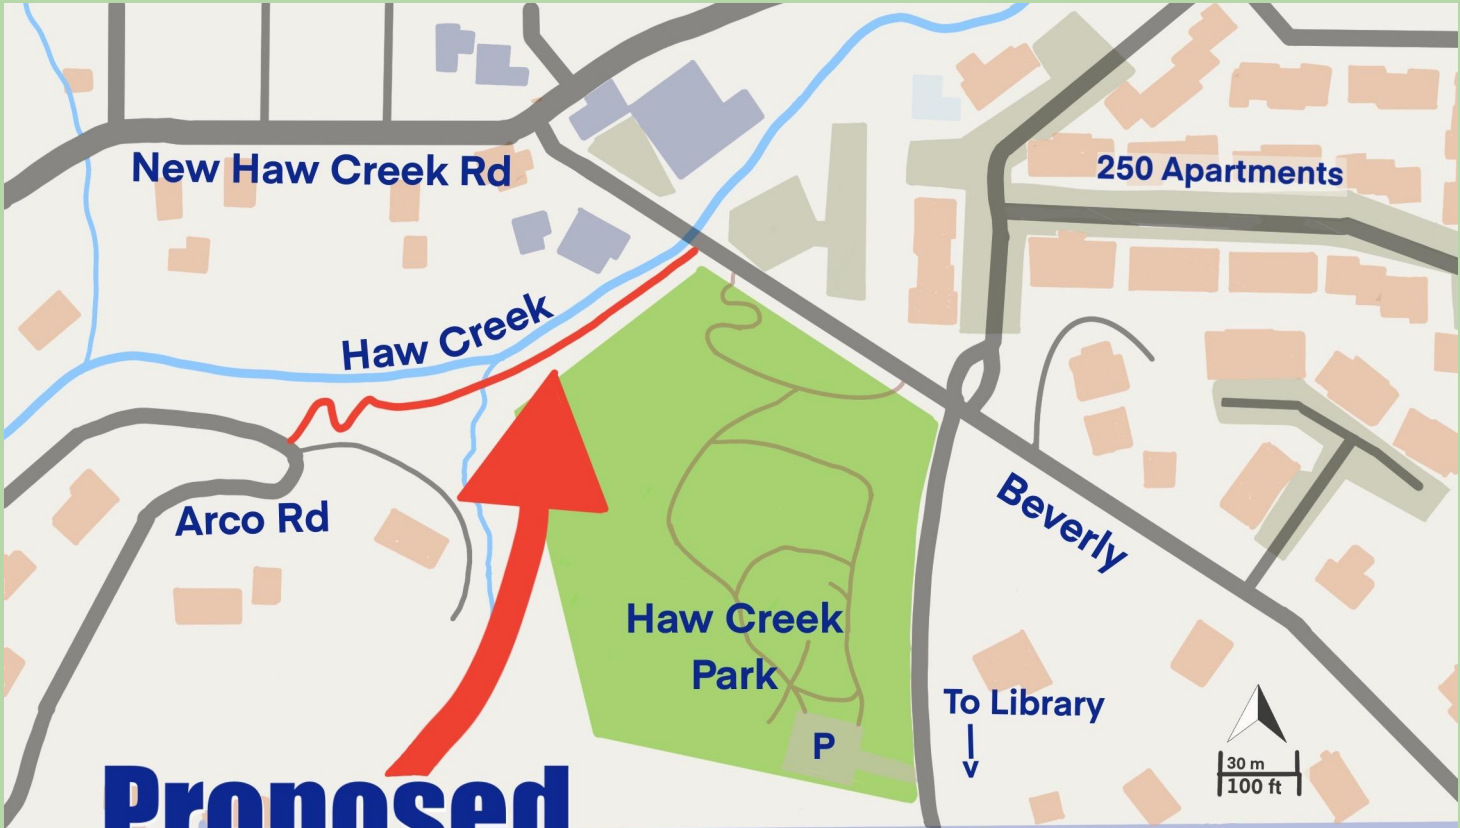 New Haw Creek Rd
250 Apartments
Haw Creek
Arco Rd
Beverly
Haw Creek
Park
To Library
P
30 m
100 ft
Proposed